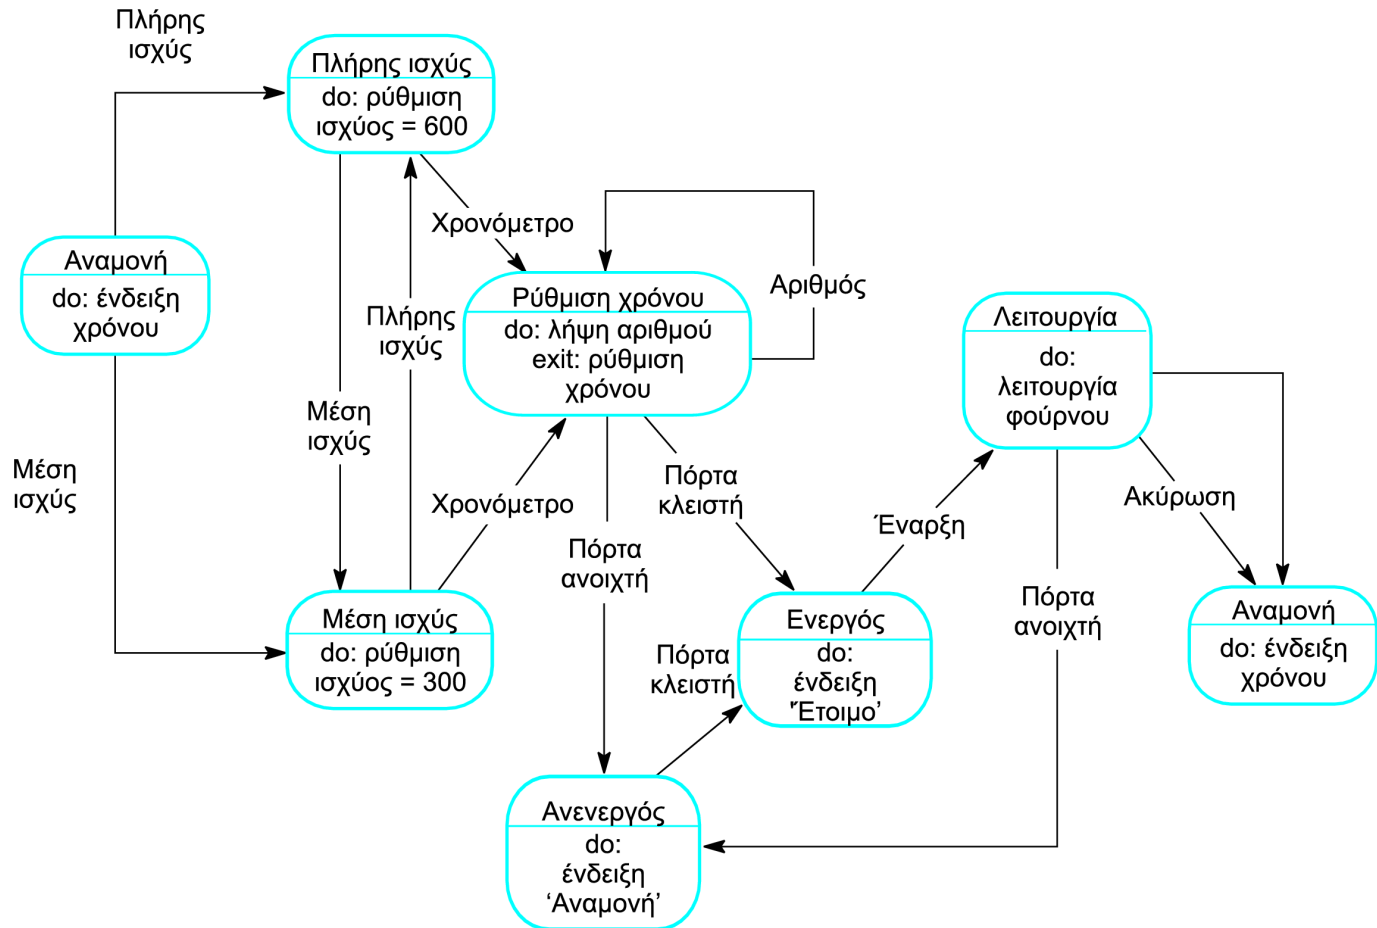 Πλήρης
ισχύς
Πλήρης ισχύς
do: ρύθμιση
ισχύος = 600
Χρονόμετρο
Αναμονή
do: ένδειξη
χρόνου
Πλήρης
ισχύς
Ρύθμιση χρόνου
do: λήψη αριθμού
exit: ρύθμιση
χρόνου
Αριθμός
Λειτουργία
do:
λειτουργία
φούρνου
Μέση
ισχύς
Μέση
ισχύς
Χρονόμετρο
Πόρτα
κλειστή
Πόρτα
ανοιχτή
Έναρξη
Ακύρωση
Πόρτα
ανοιχτή
Μέση ισχύς
do: ρύθμιση
ισχύος = 300
Πόρτα
κλειστή
Ενεργός
do:
ένδειξη
'Έτοιμο’
Αναμονή
do: ένδειξη
χρόνου
Ανενεργός
do:
ένδειξη
‘Αναμονή’